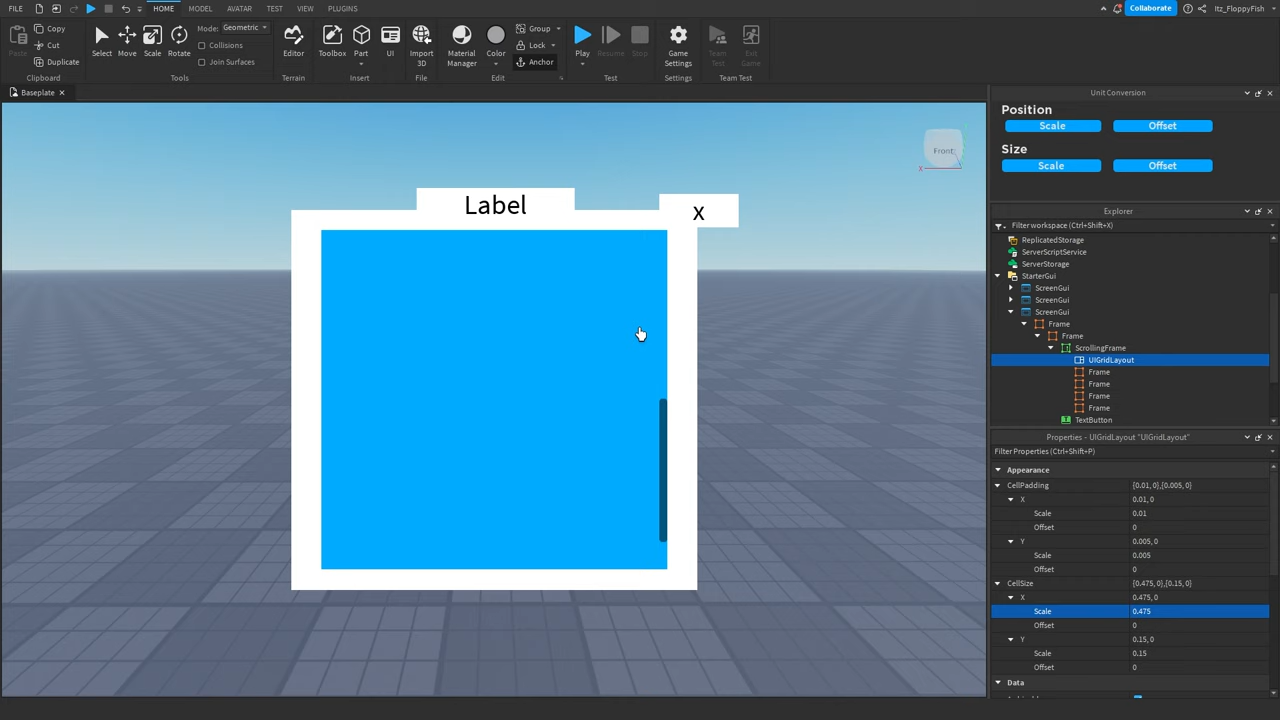 FILE HOME MODEL AVATAR TEST VIEW PLUGINS Collaborate Itz_FloppyFish
Copy Mode: Geometric Group
Cut Collisions Lock
Paste Duplicate Select Move Scale Rotate Join Surfaces Editor Toolbox Part UI Import 3D Material Manager Color Anchor Play Resume Stop Game Settings Team Test Exit Game
Clipboard Tools Terrain Insert File Edit Test Settings Team Test
Baseplate
Unit Conversion
Position
Scale Offset
Size
Scale Offset
Front
X
Label
x
Explorer
Filter workspace (Ctrl+Shift+X)
ReplicatedStorage
ServerScriptService
ServerStorage
StarterGui
ScreenGui
ScreenGui
ScreenGui
Frame
Frame
ScrollingFrame
UIGridLayout
Frame
Frame
Frame
Frame
TextButton
Properties - UIGridLayout "UIGridLayout"
Filter Properties (Ctrl+Shift+P)
Appearance
CellPadding {0.01, 0},{0.005, 0}
X 0.01, 0
Scale 0.01
Offset 0
Y 0.005, 0
Scale 0.005
Offset 0
CellSize {0.475, 0},{0.15, 0}
X 0.475, 0
Scale 0.475
Offset 0
Y 0.15, 0
Scale 0.15
Offset 0
Data